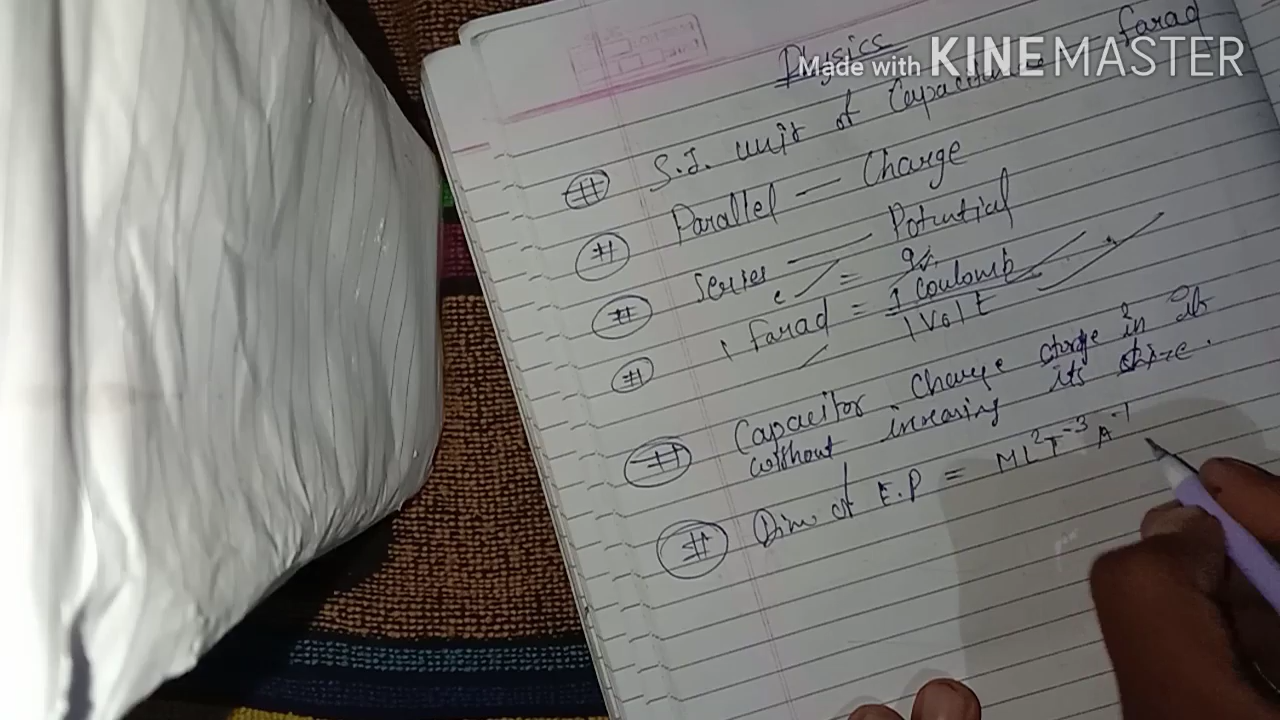 Physics
Made with KINEMASTER
# S.I. unit of Capacitance — farad
# Parallel — Charge
# Series — Potential
c = q/v
# 1 farad = 1 coulomb / 1 Volt
# Capacitor charge in
without increasing its size.
# Dim of E.P = ML²T⁻³A⁻¹